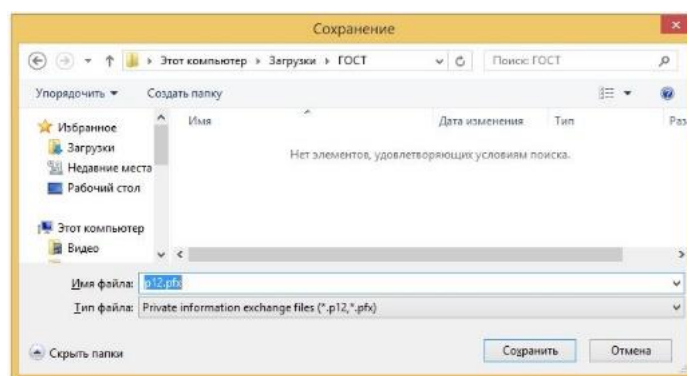 Сохранение
Этот компьютер Загрузки ГОСТ Поиск: ГОСТ
Упорядочить Создать папку
Имя Дата изменения Тип Раз
Нет элементов, удовлетворяющих условиям поиска.
Избранное
Загрузки
Недавние места
Рабочий стол
Этот компьютер
Видео
Имя файла: p12.pfx
Тип файла: Private information exchange files (*.p12,*.pfx)
Скрыть папки Сохранить Отмена